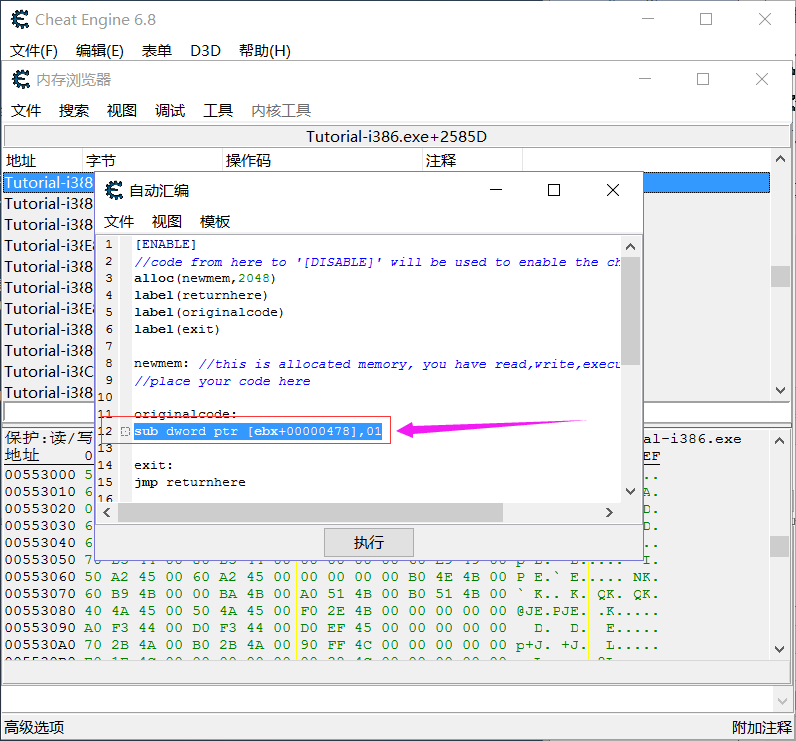 Cheat Engine 6.8
文件(F) 编辑(E) 表单 D3D 帮助(H)
内存浏览器
文件 搜索 视图 调试 工具 内核工具
Tutorial-i386.exe+2585D
地址 字节 操作码 注释
Tutorial-i38
Tutorial-i38
Tutorial-i38
Tutorial-i38
Tutorial-i38
Tutorial-i38
Tutorial-i38
Tutorial-i38
Tutorial-i38
Tutorial-i38
Tutorial-i38
自动汇编
文件 视图 模板
1 [ENABLE]
2 //code from here to '[DISABLE]' will be used to enable the ch
3 alloc(newmem,2048)
4 label(returnhere)
5 label(originalcode)
6 label(exit)
7
8 newmem: //this is allocated memory, you have read,write,execu
9 //place your code here
10
11 originalcode:
12 sub dword ptr [ebx+00000478],01
13
14 exit:
15 jmp returnhere
16
执行
保护:读/写
al-i386.exe
地址
00553000
00553010
00553020
00553030
00553040
00553050
00553060 50 A2 45 00 60 A2 45 00 00 00 00 00 B0 4E 4B 00 P E.` E..... NK.
00553070 60 B9 4B 00 00 BA 4B 00 A0 51 4B 00 B0 51 4B 00 ` K.. K. QK. QK.
00553080 40 4A 45 00 50 4A 45 00 F0 2E 4B 00 00 00 00 00 @JE.PJE. .K.....
00553090 A0 F3 44 00 D0 F3 44 00 D0 EF 45 00 00 00 00 00 D. D. E.....
005530A0 70 2B 4A 00 B0 2B 4A 00 90 FF 4C 00 00 00 00 00 p+J. +J. L.....
高级选项
附加注释